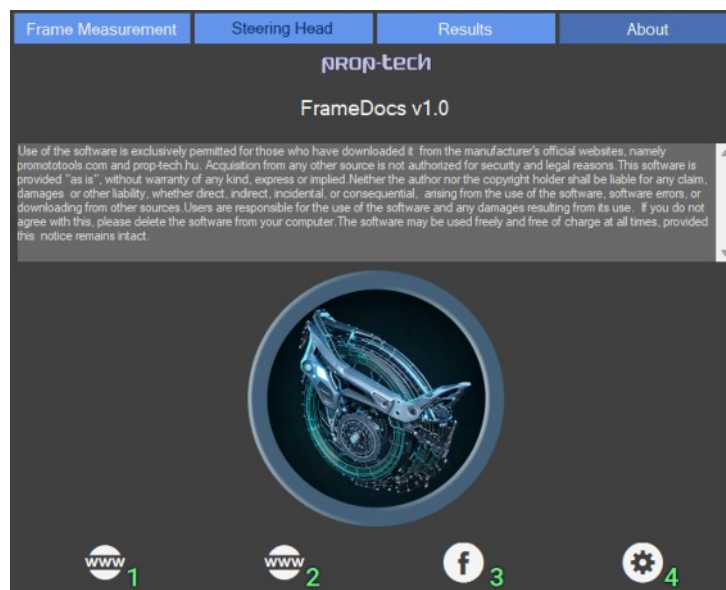 Frame Measurement
Steering Head
Results
About
prop-tech
FrameDocs v1.0
Use of the software is exclusively permitted for those who have downloaded it  from the manufacturer's official websites, namely
promototools.com and prop-tech.hu. Acquisition from any other source is not authorized for security and legal reasons.This software is
provided "as is", without warranty of any kind, express or implied.Neither the author nor the copyright holder shall be liable for any claim,
damages  or other liability, whether direct, indirect, incidental, or consequential,  arising from the use of the software, software errors, or
downloading from other sources.Users are responsible for the use of the software and any damages resulting from its use.  If you do not
agree with this, please delete the software from your computer.The software may be used freely and free of charge at all times, provided
this  notice remains intact.
www 1
www 2
f 3
4